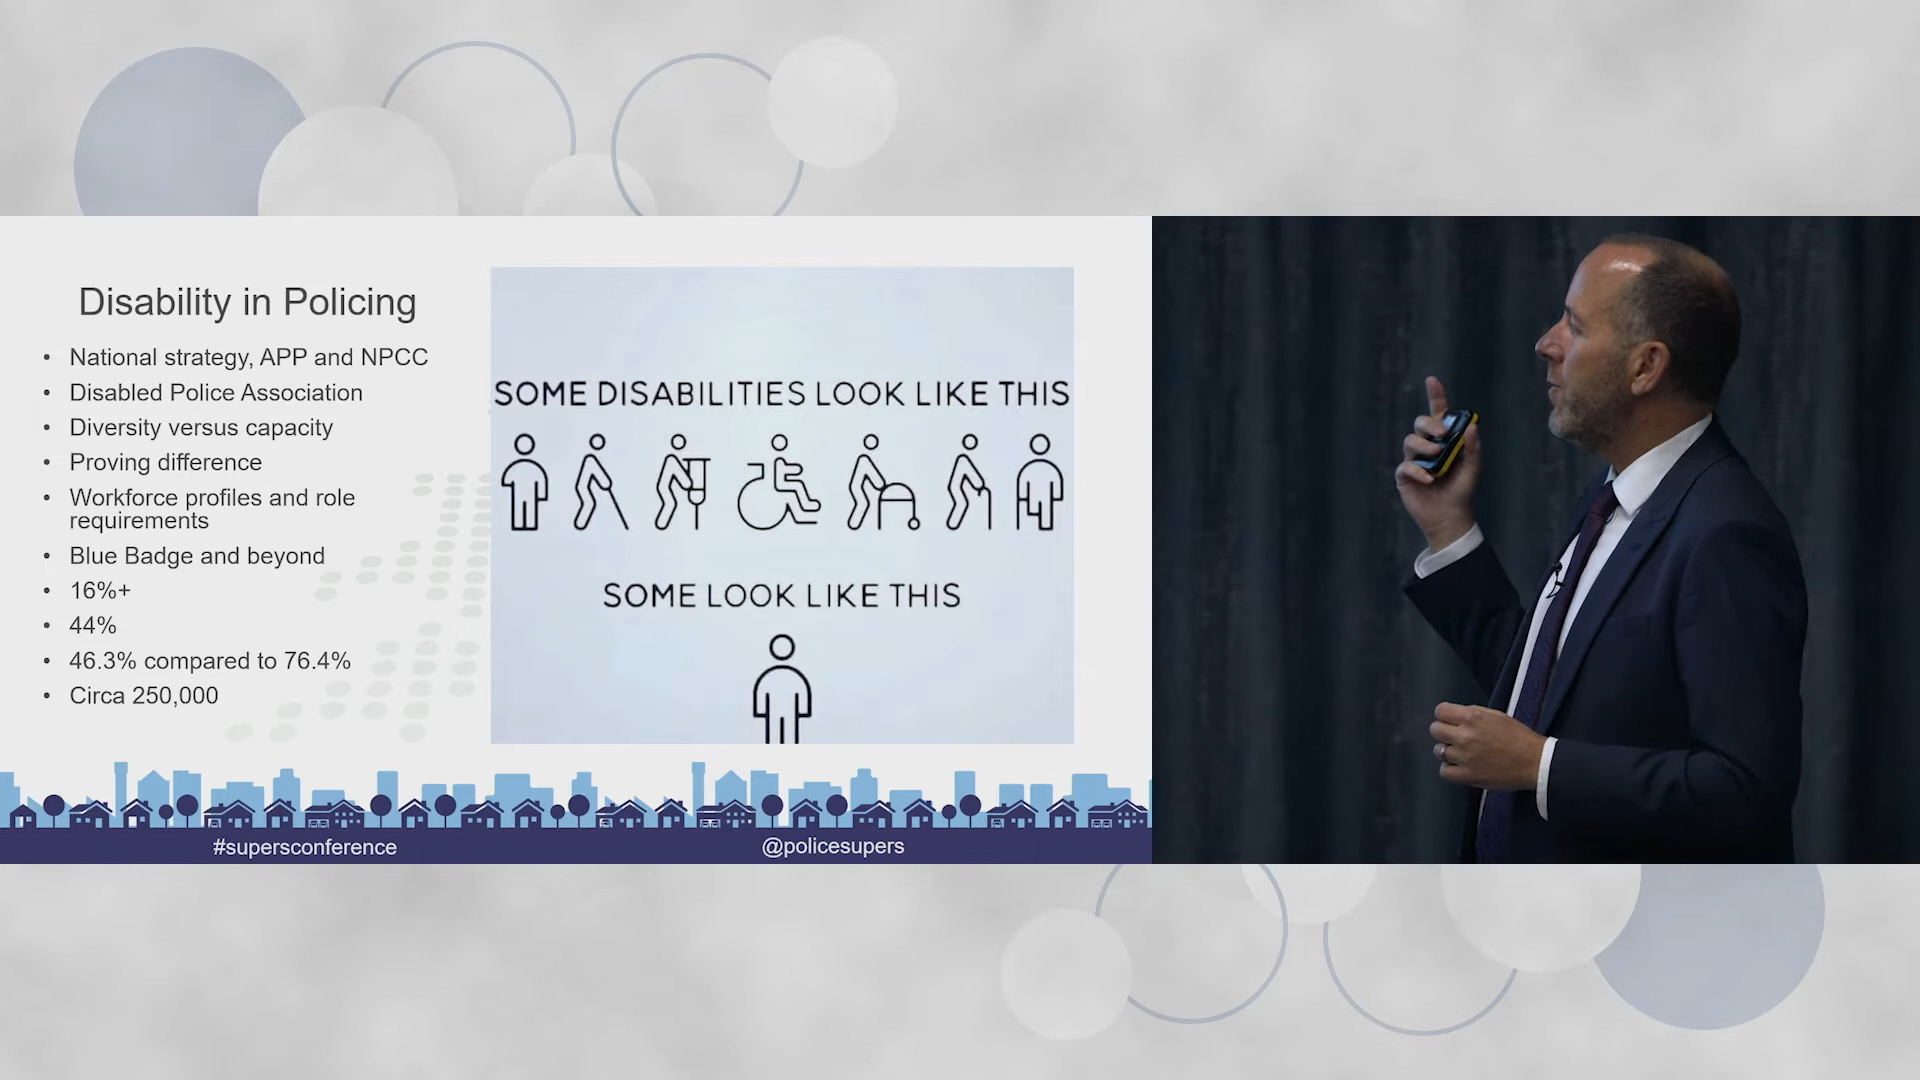 Disability in Policing
• National strategy, APP and NPCC
• Disabled Police Association
• Diversity versus capacity
• Proving difference
• Workforce profiles and role
requirements
• Blue Badge and beyond
• 16%+
• 44%
• 46.3% compared to 76.4%
• Circa 250,000
SOME DISABILITIES LOOK LIKE THIS
SOME LOOK LIKE THIS
#supersconference
@policesupers